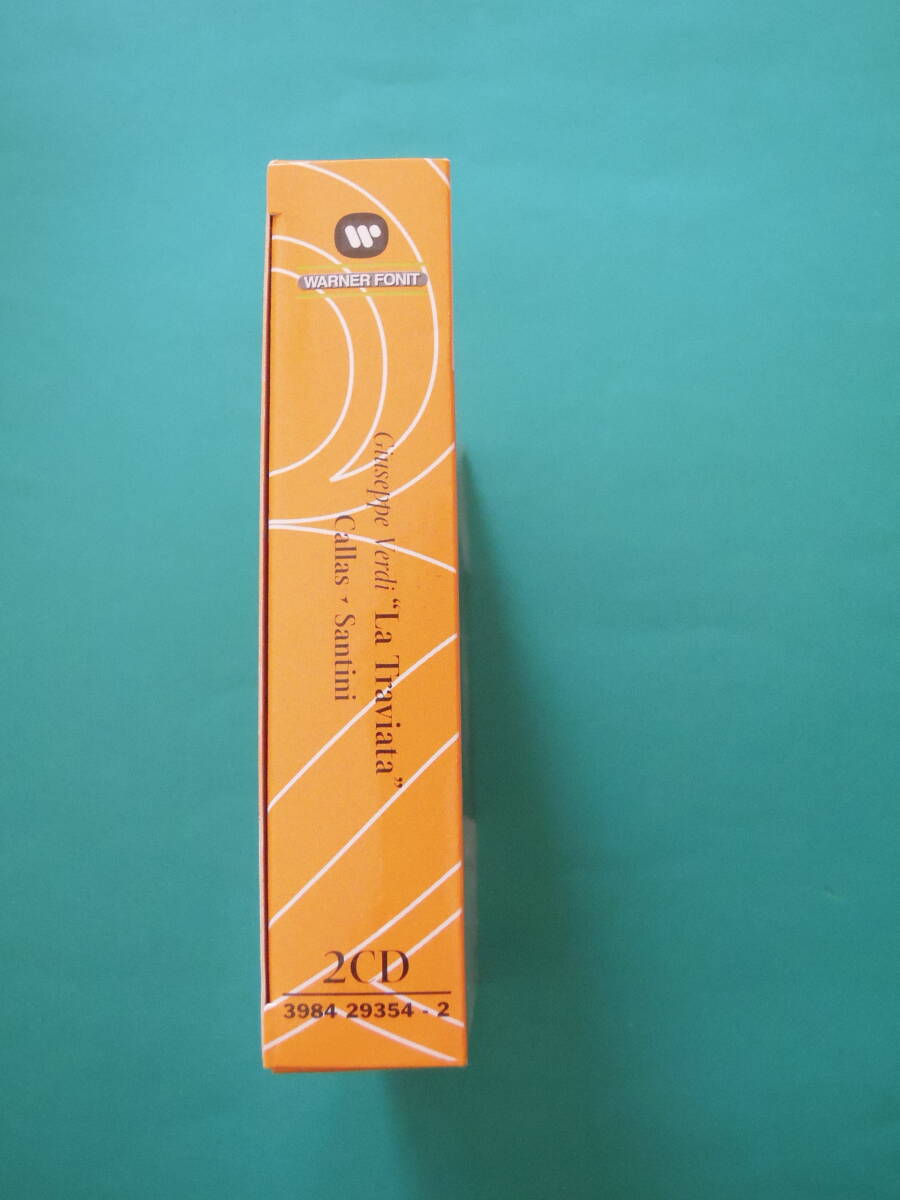 WARNER FONIT
Giuseppe Verdi “La Traviata”
Callas · Santini
2CD
3984 29354 - 2